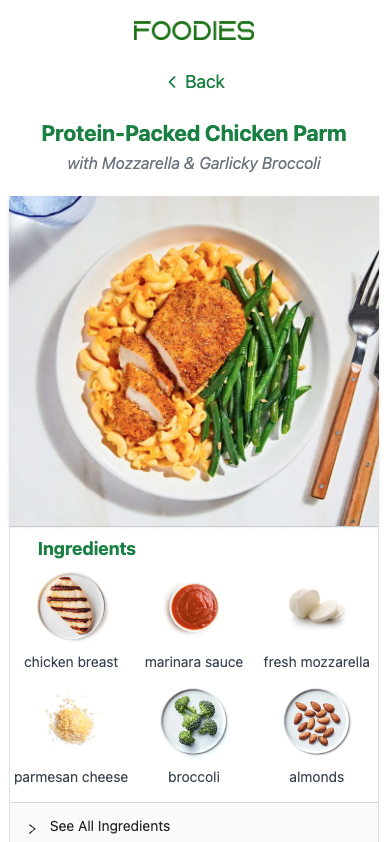 FOODIES
Back
Protein-Packed Chicken Parm
with Mozzarella & Garlicky Broccoli
Ingredients
chicken breast marinara sauce fresh mozzarella
parmesan cheese broccoli almonds
See All Ingredients